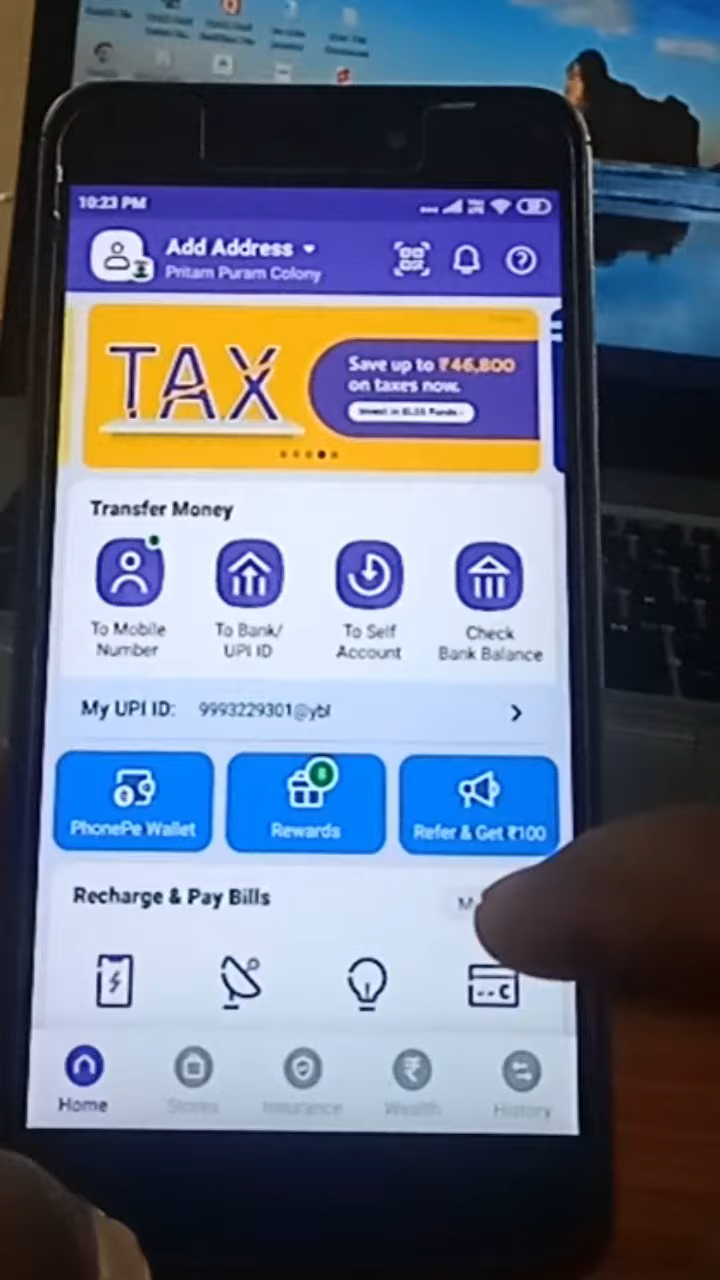 10:23 PM
Add Address
Pritam Puram Colony
TAX
Save up to ₹46,800
on taxes now.
Invest in ELSS Funds
Transfer Money
To Mobile
Number
To Bank/
UPI ID
To Self
Account
Check
Bank Balance
My UPI ID: 9993229301@ybl
PhonePe Wallet
Rewards
Refer & Get ₹100
Recharge & Pay Bills
Home
Stores
Insurance
Wealth
History